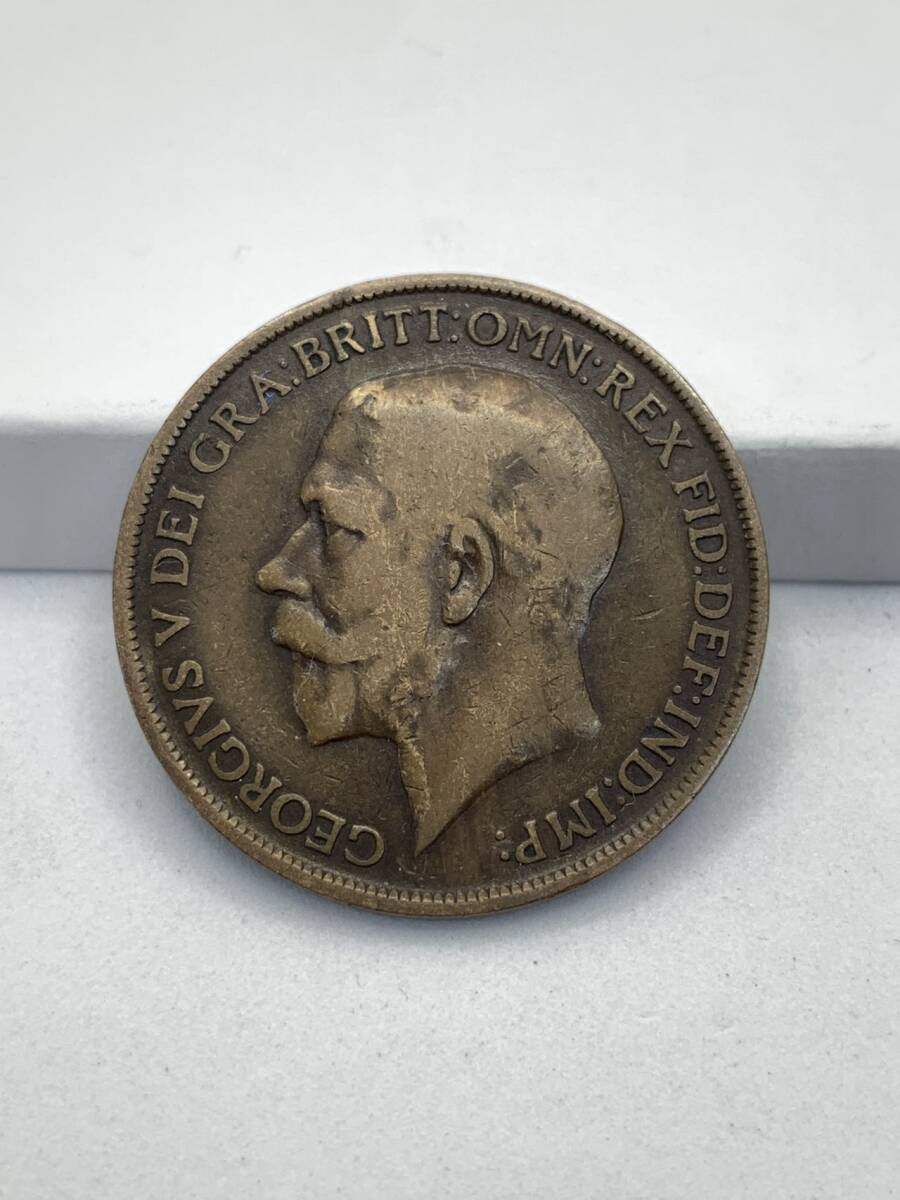 GEORGIVS V DEI GRA: BRITT: OMN: REX FID: DEF: IND: IMP: